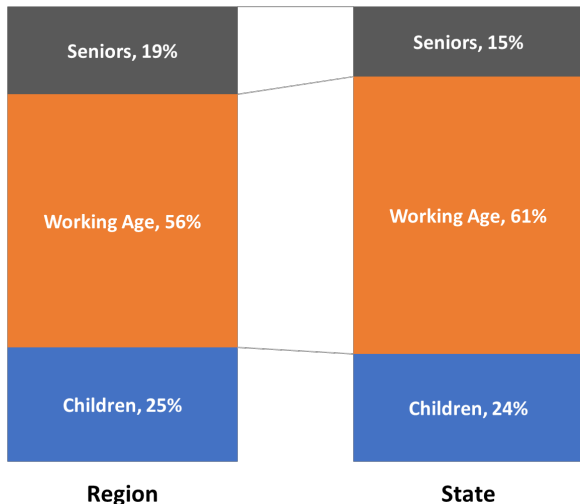 Seniors, 19%
Seniors, 15%
Working Age, 56%
Working Age, 61%
Children, 25%
Children, 24%
Region
State